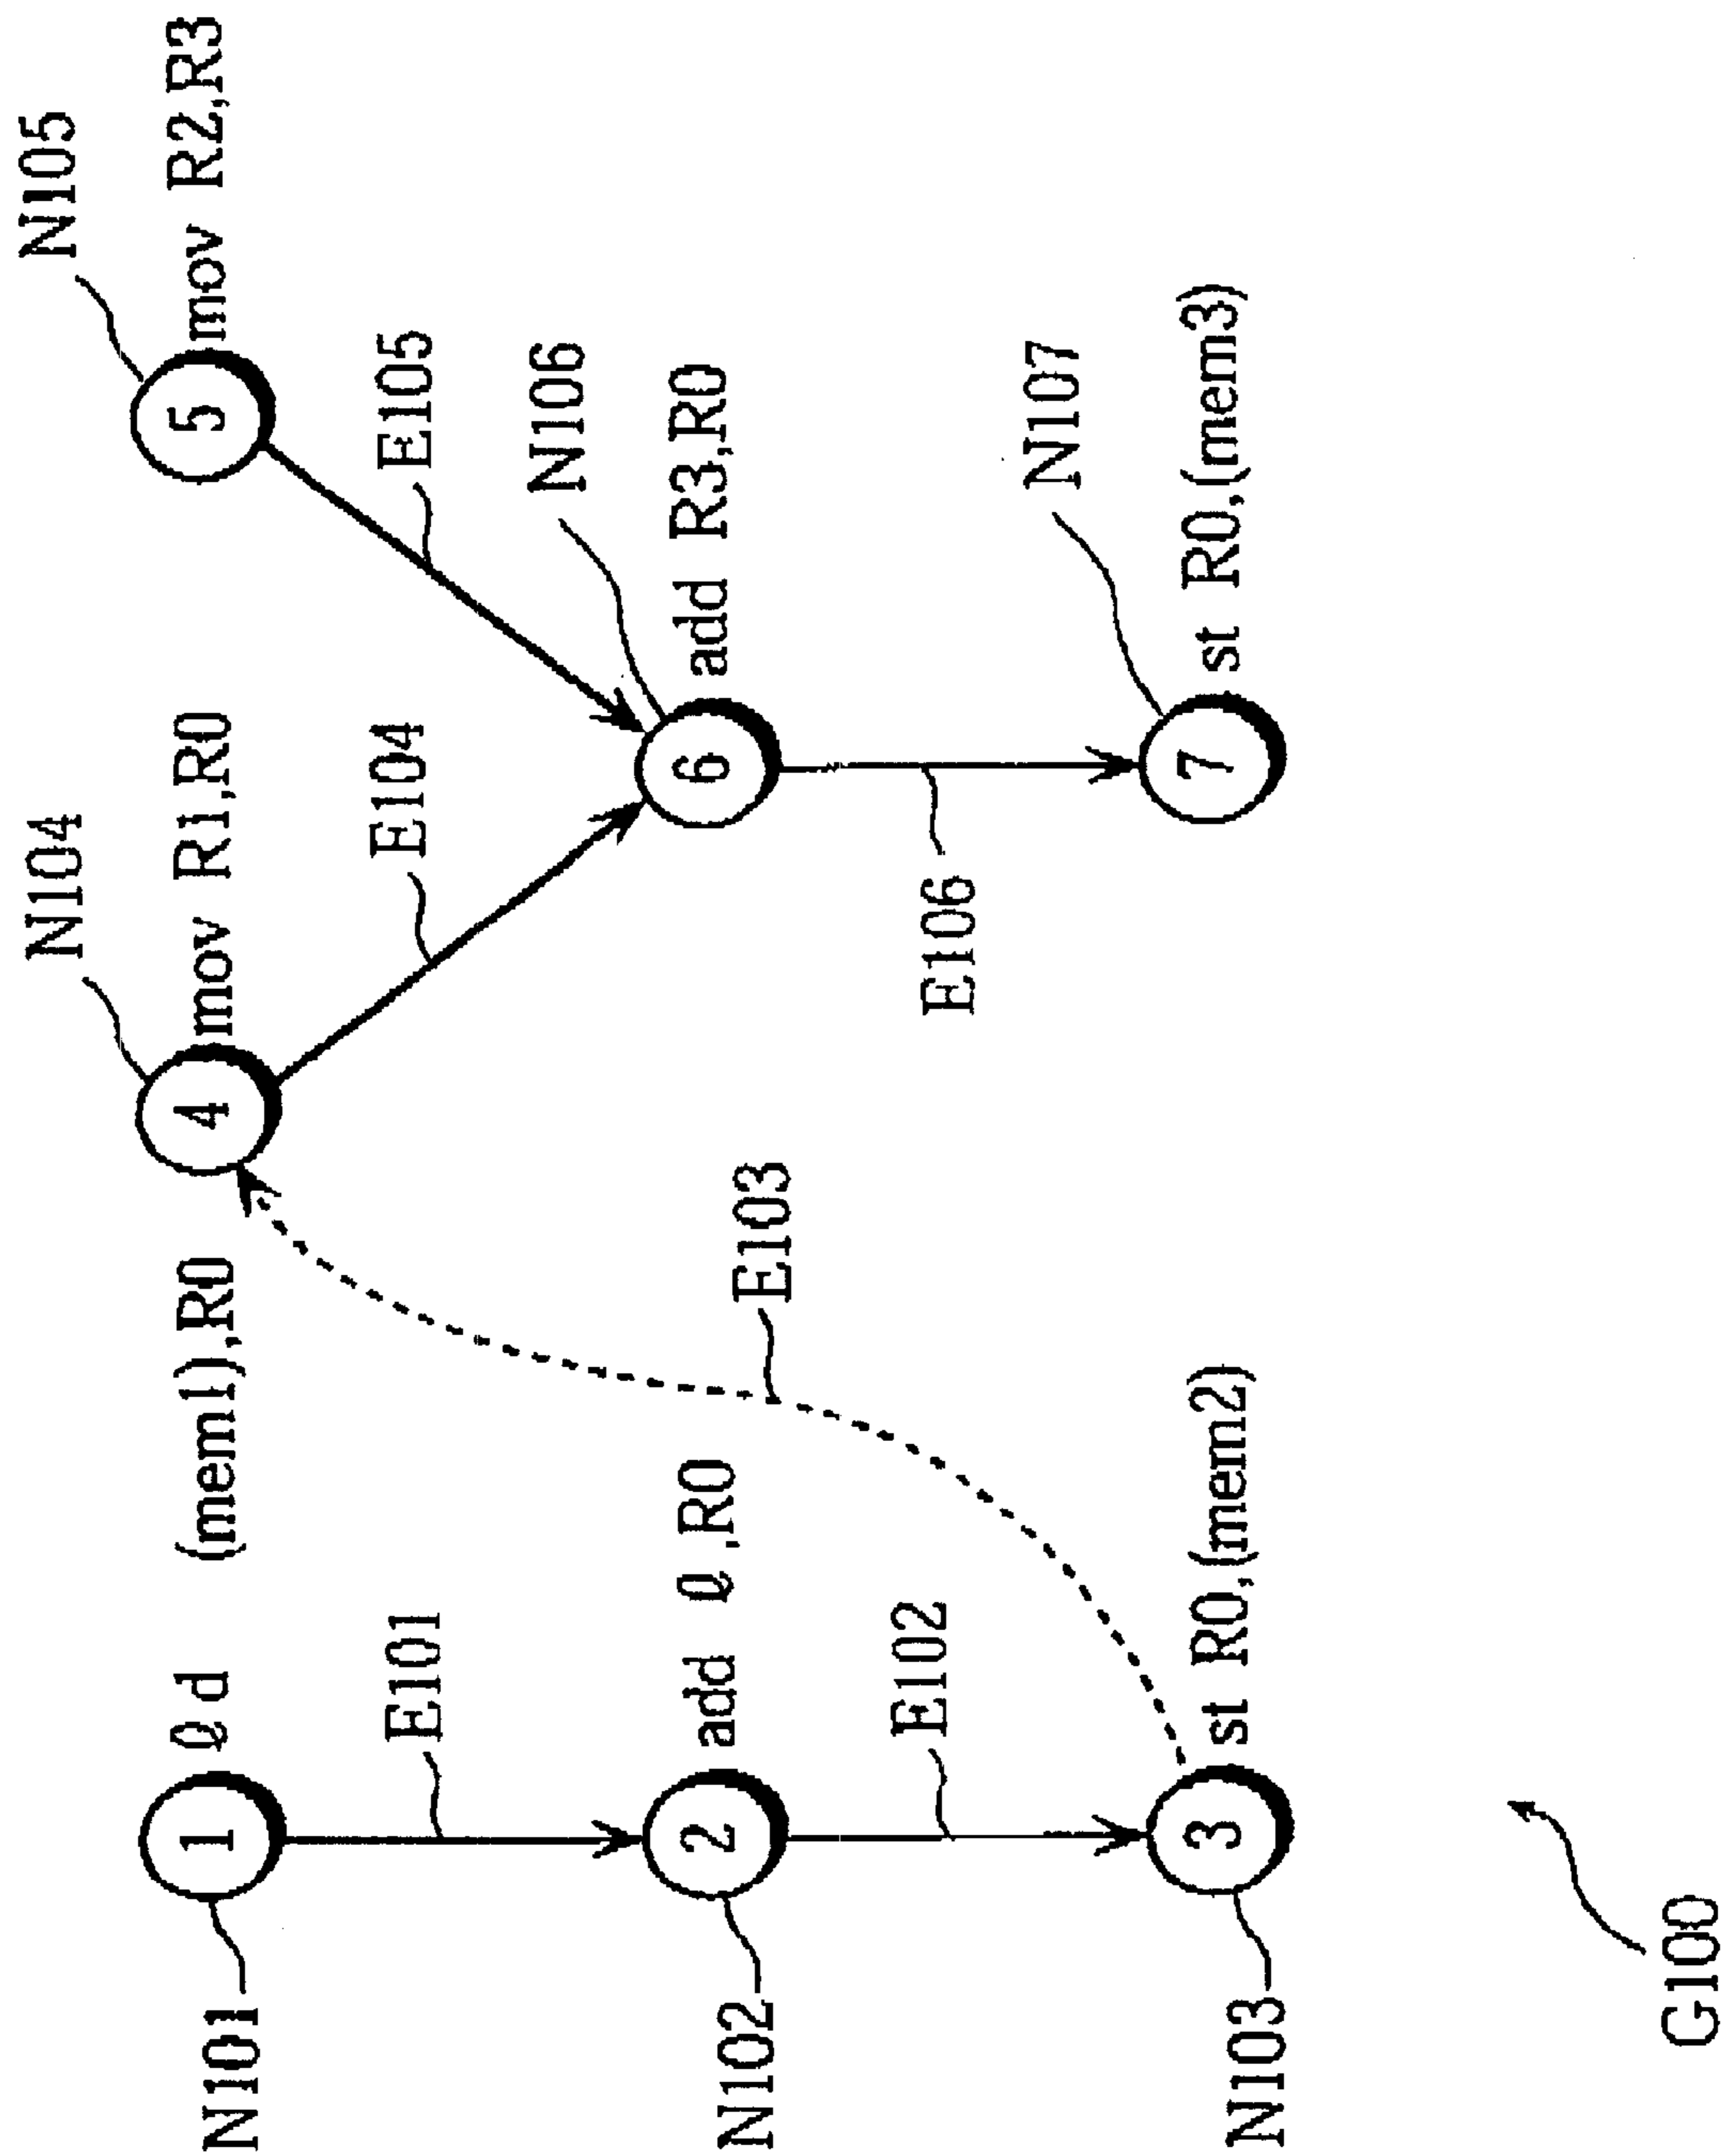 N104
N105
N101
1
ℓd (mem1),R0
4
mov R1,R0
5
mov R2,R3
E101
E104
E105
N106
N102
2
add ℓ,R0
E103
6
add R3,R0
E102
E106
N107
N103
3
st R0,(mem2)
7
st R0,(mem3)
G100